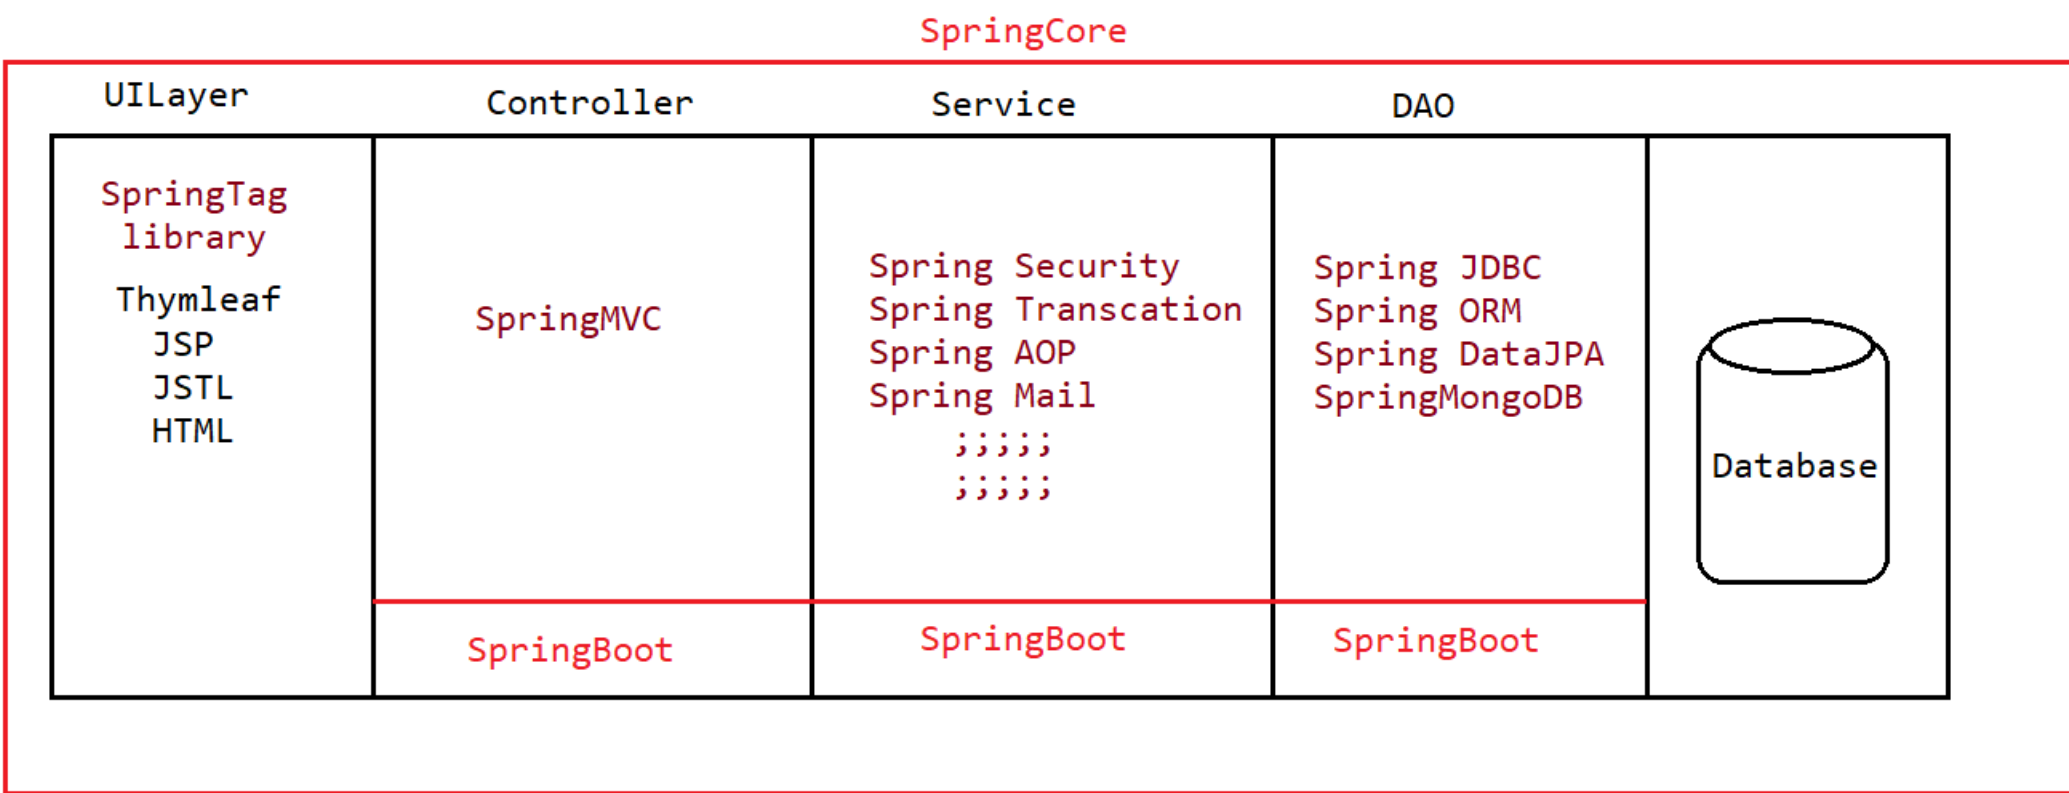 SpringCore
UILayer
Controller
Service
DAO
SpringTag
library
Thymleaf
JSP
JSTL
HTML
SpringMVC
Spring Security
Spring Transcation
Spring AOP
Spring Mail
;;;;;
;;;;;
Spring JDBC
Spring ORM
Spring DataJPA
SpringMongoDB
Database
SpringBoot
SpringBoot
SpringBoot